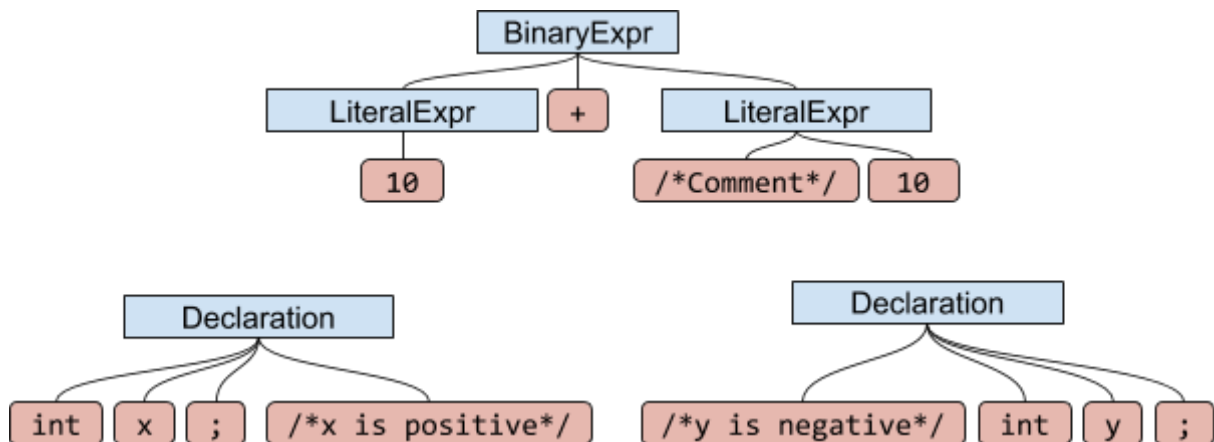 BinaryExpr
LiteralExpr + LiteralExpr
10 /*Comment*/ 10
Declaration Declaration
int x ; /*x is positive*/ /*y is negative*/ int y ;